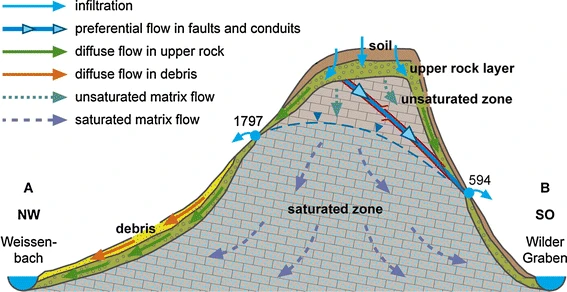 infiltration
preferential flow in faults and conduits
diffuse flow in upper rock
diffuse flow in debris
unsaturated matrix flow
saturated matrix flow
soil
upper rock layer
unsaturated zone
1797
594
A
NW
Weissen-
bach
debris
saturated zone
B
SO
Wilder
Graben